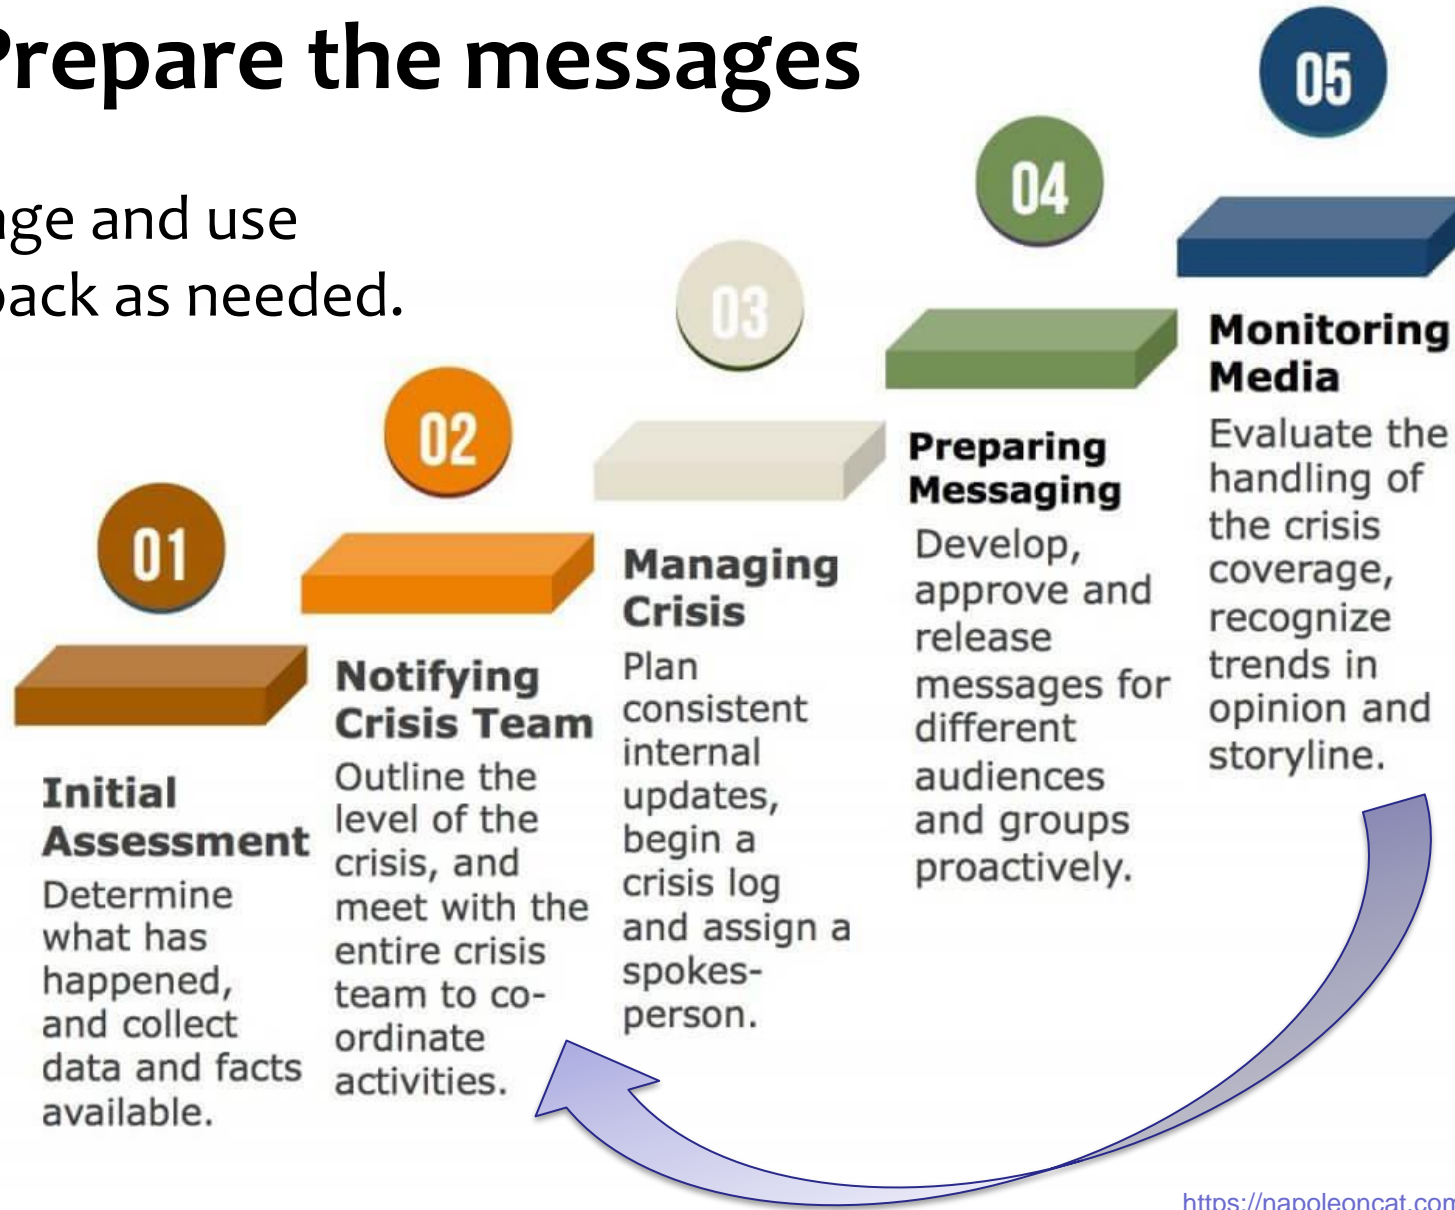 Prepare the messages
age and use
back as needed.
01
Initial
Assessment
Determine
what has
happened,
and collect
data and facts
available.
02
Notifying
Crisis Team
Outline the
level of the
crisis, and
meet with the
entire crisis
team to co-
ordinate
activities.
03
Managing
Crisis
Plan
consistent
internal
updates,
begin a
crisis log
and assign a
spokes-
person.
04
Preparing
Messaging
Develop,
approve and
release
messages for
different
audiences
and groups
proactively.
05
Monitoring
Media
Evaluate the
handling of
the crisis
coverage,
recognize
trends in
opinion and
storyline.
https://napoleoncat.com